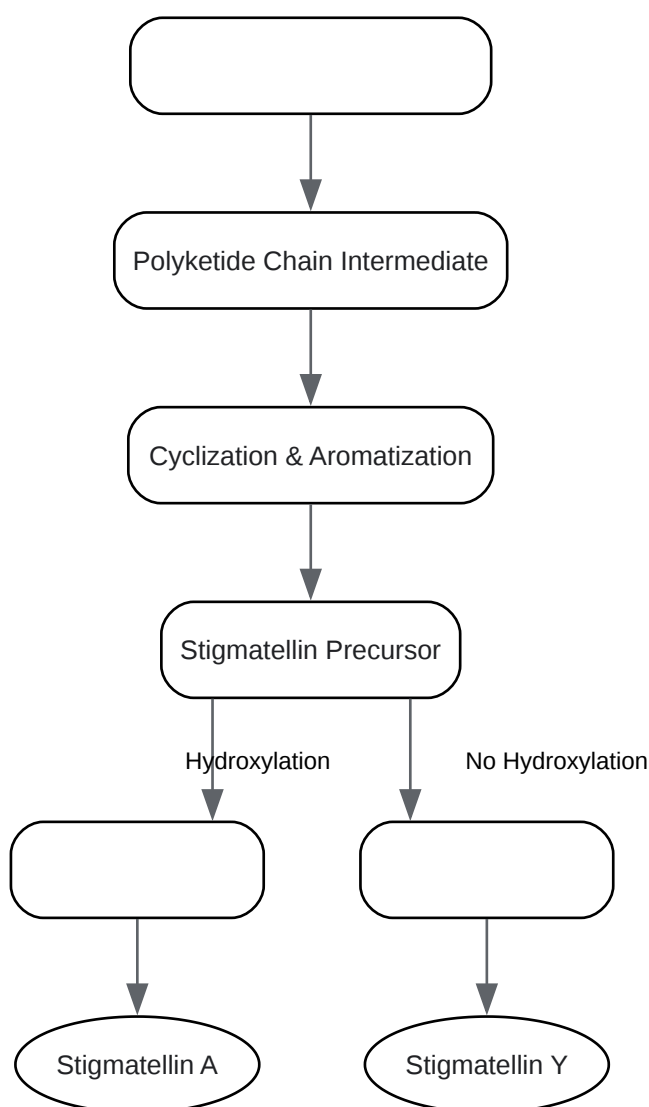 Polyketide Chain Intermediate
Cyclization & Aromatization
Stigmatellin Precursor
Hydroxylation
No Hydroxylation
Stigmatellin A
Stigmatellin Y